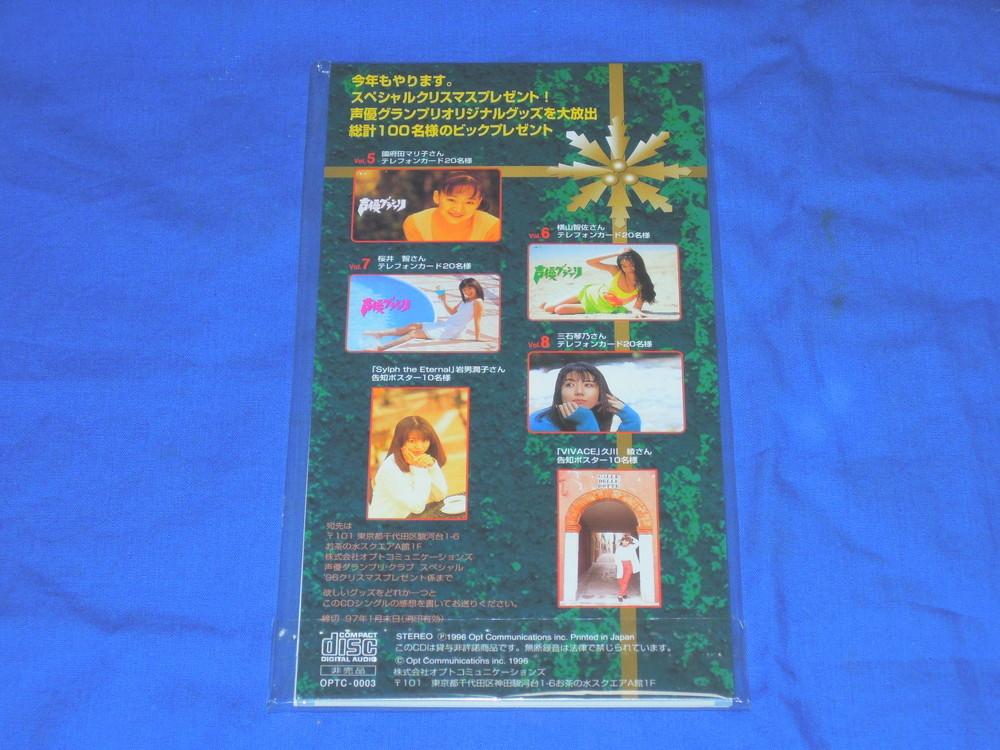 今年もやります。
スペシャルクリスマスプレゼント！
声優グランプリオリジナルグッズを大放出
総計100名様のビックプレゼント
Vol.5 國府田マリ子さん
テレフォンカード20名様
声優グランプリ
Vol.6 横山智佐さん
テレフォンカード20名様
声優グランプリ
Vol.7 桜井 智さん
テレフォンカード20名様
声優グランプリ
Vol.8 三石琴乃さん
テレフォンカード20名様
「Sylph the Eternal」岩男潤子さん
告知ポスター10名様
「VIVACE」久川 綾さん
告知ポスター10名様
宛先は
〒101 東京都千代田区駿河台1-6
お茶の水スクエアA館1F
株式会社オプトコミュニケーションズ
声優グランプリ・クラブ スペシャル
'96クリスマスプレゼント係まで
欲しいグッズをどれか一つと
このCDシングルの感想を書いてお送りください。
締切 '97年1月末日(消印有効)
COMPACT
disc
DIGITAL AUDIO
非売品
OPTC-0003
STEREO Ⓟ1996 Opt Communications inc. Printed in Japan
このCDは貸与非許諾商品です。無断録音は法律で禁じられています。
© Opt Communications inc. 1996
株式会社オプトコミュニケーションズ
〒101 東京都千代田区神田駿河台1-6お茶の水スクエアA館1F